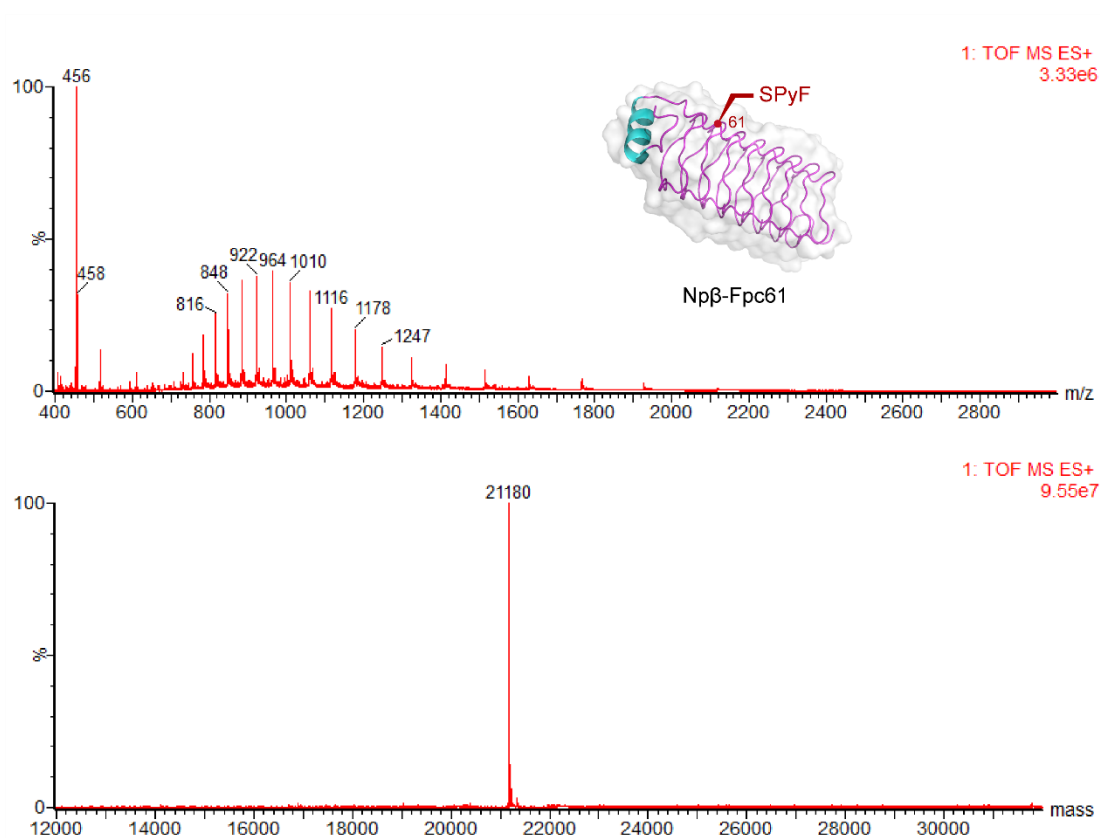 1: TOF MS ES+
3.33e6
100
456
%
458
816
848
922
964
1010
1116
1178
1247
0
SPyF
61
Npβ-Fpc61
400 600 800 1000 1200 1400 1600 1800 2000 2200 2400 2600 2800
m/z
1: TOF MS ES+
9.55e7
100
21180
%
0
12000 14000 16000 18000 20000 22000 24000 26000 28000 30000
mass